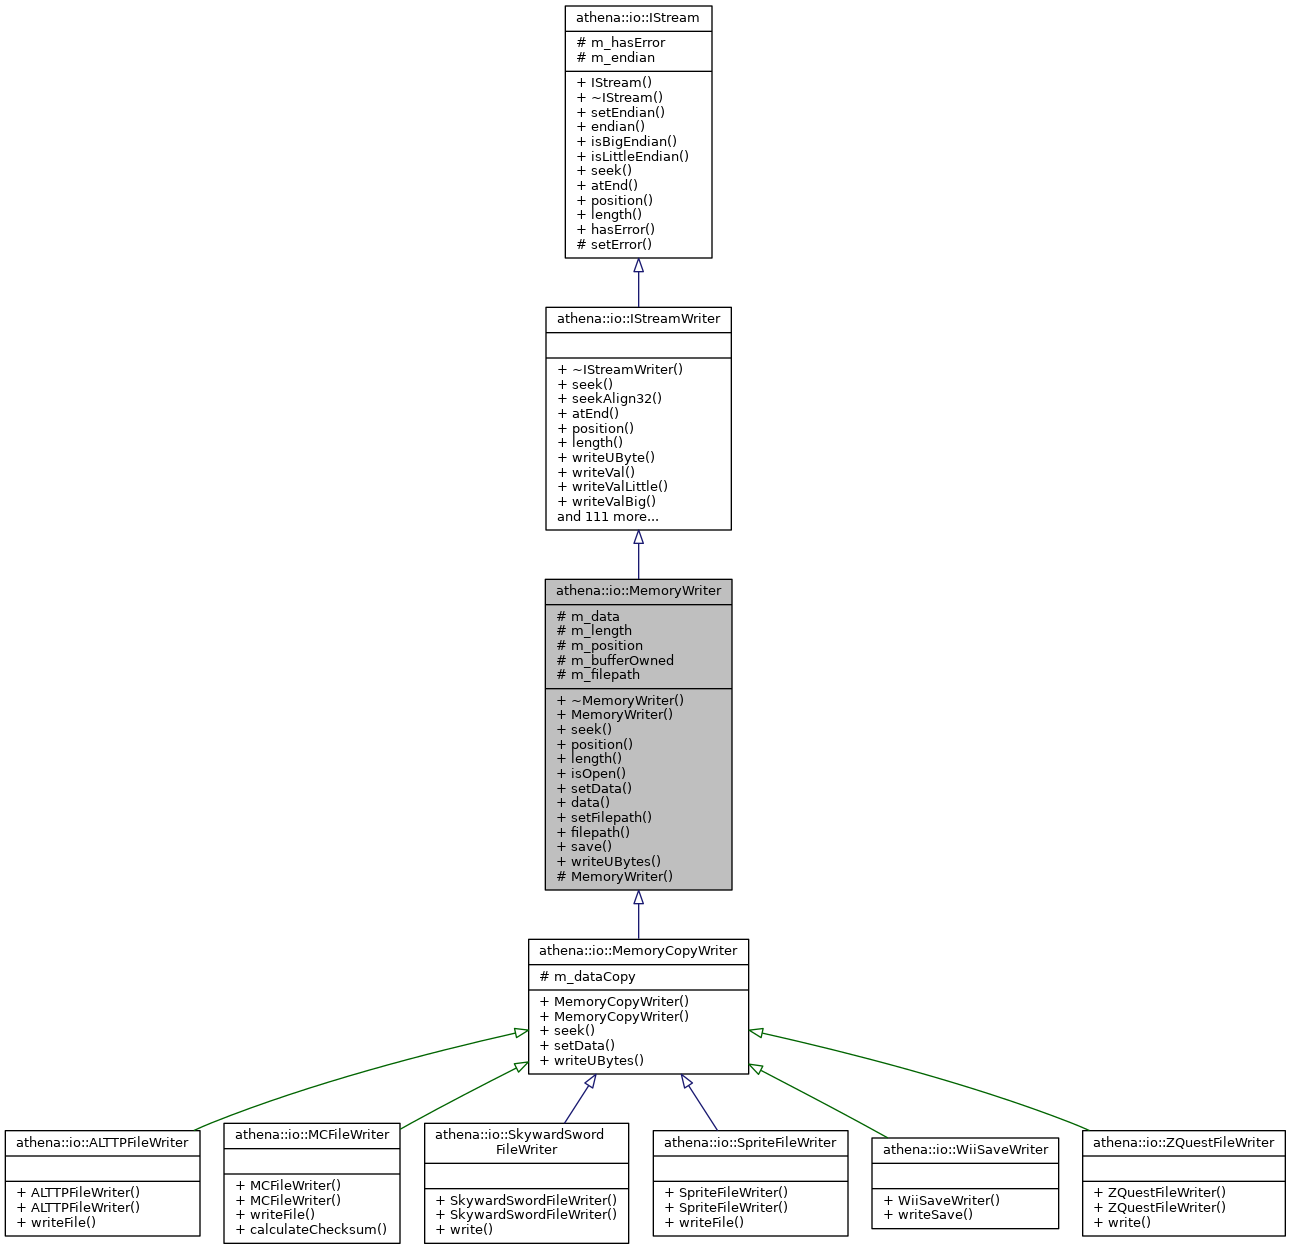 athena::io::IStream
# m_hasError
# m_endian
+ IStream()
+ ~IStream()
+ setEndian()
+ endian()
+ isBigEndian()
+ isLittleEndian()
+ seek()
+ atEnd()
+ position()
+ length()
+ hasError()
# setError()
athena::io::IStreamWriter
+ ~IStreamWriter()
+ seek()
+ seekAlign32()
+ atEnd()
+ position()
+ length()
+ writeUByte()
+ writeVal()
+ writeValLittle()
+ writeValBig()
and 111 more...
athena::io::MemoryWriter
# m_data
# m_length
# m_position
# m_bufferOwned
# m_filepath
+ ~MemoryWriter()
+ MemoryWriter()
+ seek()
+ position()
+ length()
+ isOpen()
+ setData()
+ data()
+ setFilepath()
+ filepath()
+ save()
+ writeUBytes()
# MemoryWriter()
athena::io::MemoryCopyWriter
# m_dataCopy
+ MemoryCopyWriter()
+ MemoryCopyWriter()
+ seek()
+ setData()
+ writeUBytes()
athena::io::ALTTPFileWriter
+ ALTTPFileWriter()
+ ALTTPFileWriter()
+ writeFile()
athena::io::MCFileWriter
+ MCFileWriter()
+ MCFileWriter()
+ writeFile()
+ calculateChecksum()
athena::io::SkywardSword
FileWriter
+ SkywardSwordFileWriter()
+ SkywardSwordFileWriter()
+ write()
athena::io::SpriteFileWriter
+ SpriteFileWriter()
+ SpriteFileWriter()
+ writeFile()
athena::io::WiiSaveWriter
+ WiiSaveWriter()
+ writeSave()
athena::io::ZQuestFileWriter
+ ZQuestFileWriter()
+ ZQuestFileWriter()
+ write()